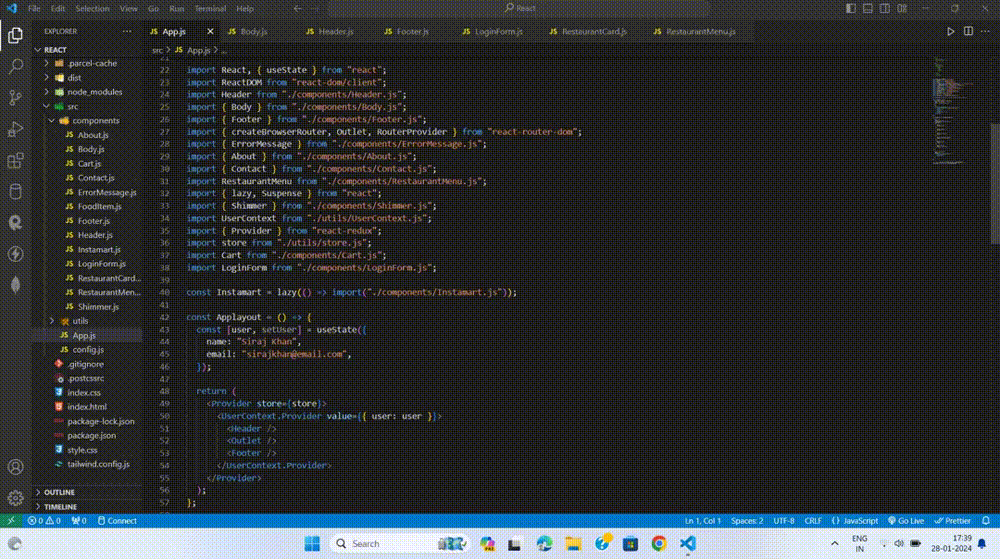 File Edit Selection View Go Run Terminal Help
React
EXPLORER
REACT
.parcel-cache
dist
node_modules
src
components
About.js
Body.js
Cart.js
Contact.js
ErrorMessage.js
FoodItem.js
Footer.js
Header.js
Instamart.js
LoginForm.js
RestaurantCard...
RestaurantMen...
Shimmer.js
utils
App.js
config.js
.gitignore
.postcssrc
index.css
index.html
package-lock.json
package.json
style.css
tailwind.config.js
OUTLINE
TIMELINE
JS App.js JS Body.js JS Header.js JS Footer.js JS LoginForm.js JS RestaurantCard.js JS RestaurantMenu.js
src > JS App.js > ...
21
22 import React, { useState } from "react";
23 import ReactDOM from "react-dom/client";
24 import Header from "./components/Header.js";
25 import { Body } from "./components/Body.js";
26 import { Footer } from "./components/Footer.js";
27 import { createBrowserRouter, Outlet, RouterProvider } from "react-router-dom";
28 import { ErrorMessage } from "./components/ErrorMessage.js";
29 import { About } from "./components/About.js";
30 import { Contact } from "./components/Contact.js";
31 import RestaurantMenu from "./components/RestaurantMenu.js";
32 import { lazy, Suspense } from "react";
33 import { Shimmer } from "./components/Shimmer.js";
34 import UserContext from "./utils/UserContext.js";
35 import { Provider } from "react-redux";
36 import store from "./utils/store.js";
37 import Cart from "./components/Cart.js";
38 import LoginForm from "./components/LoginForm.js";
39
40 const Instamart = lazy(() => import("./components/Instamart.js"));
41
42 const Applayout = () => {
43 const [user, setUser] = useState({
44 name: "Siraj Khan",
45 email: "sirajkhan@email.com",
46 });
47
48 return (
49 <Provider store={store}>
50 <UserContext.Provider value={{ user: user }}>
51 <Header />
52 <Outlet />
53 <Footer />
54 </UserContext.Provider>
55 </Provider>
56 );
57 };
0 0 0 Connect
Ln 1, Col 1 Spaces: 2 UTF-8 CRLF {} JavaScript Go Live Prettier
Search
ENG
IN
17:39
28-01-2024